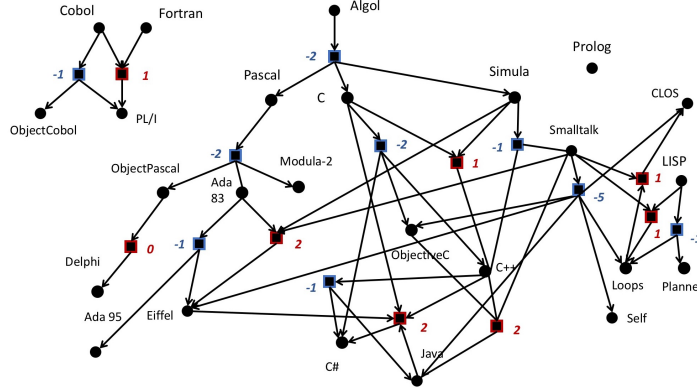 Algol
Cobol
Fortran
-2
Prolog
-1
1
Pascal
C
Simula
CLOS
ObjectCobol
PL/I
Smalltalk
-2
-2
-1
1
LISP
ObjectPascal
Ada
83
Modula-2
1
-5
-1
2
0
1
ObjectiveC
Delphi
C++
-1
Loops
Planne
Ada 95
Eiffel
Self
2
2
C#
Java